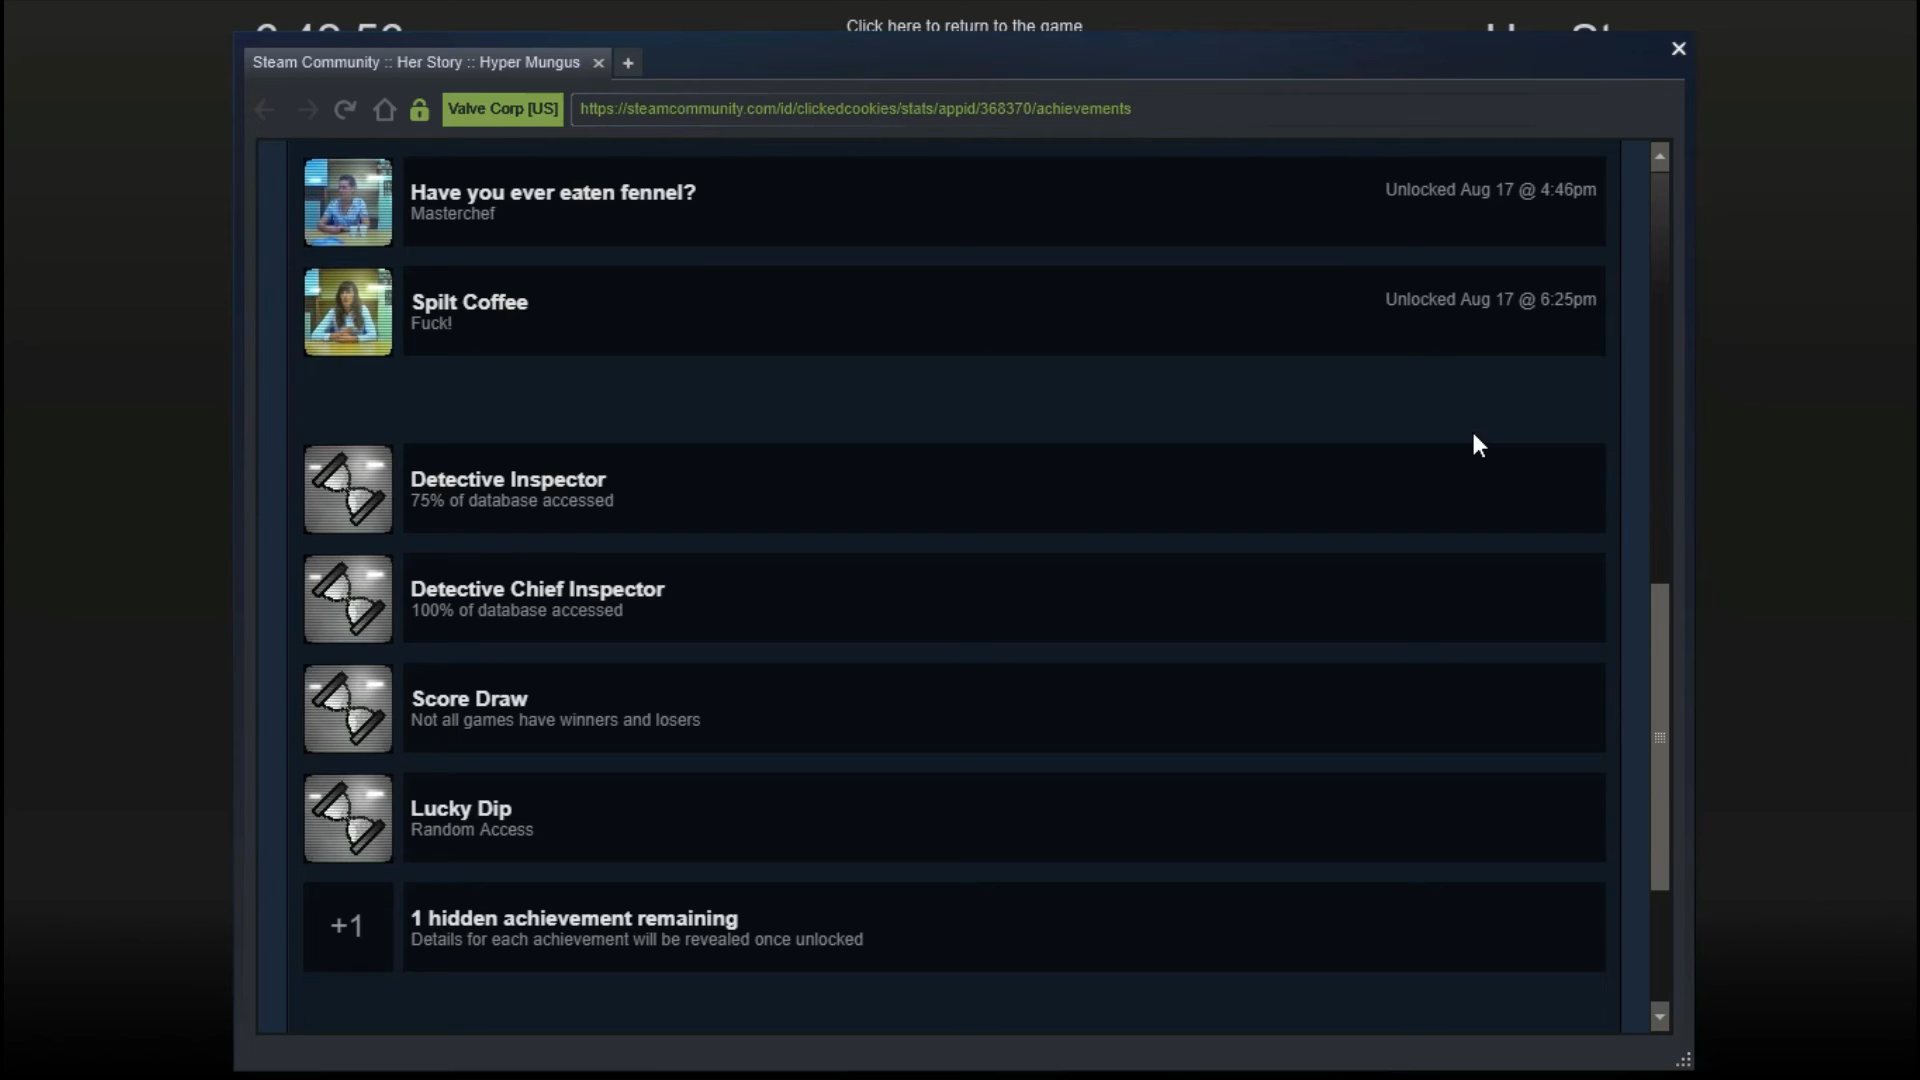 Click here to return to the game
Steam Community :: Her Story :: Hyper Mungus
Valve Corp [US]
https://steamcommunity.com/id/clickedcookies/stats/appid/368370/achievements
Have you ever eaten fennel?
Masterchef
Unlocked Aug 17 @ 4:46pm
Spilt Coffee
Fuck!
Unlocked Aug 17 @ 6:25pm
Detective Inspector
75% of database accessed
Detective Chief Inspector
100% of database accessed
Score Draw
Not all games have winners and losers
Lucky Dip
Random Access
+1
1 hidden achievement remaining
Details for each achievement will be revealed once unlocked